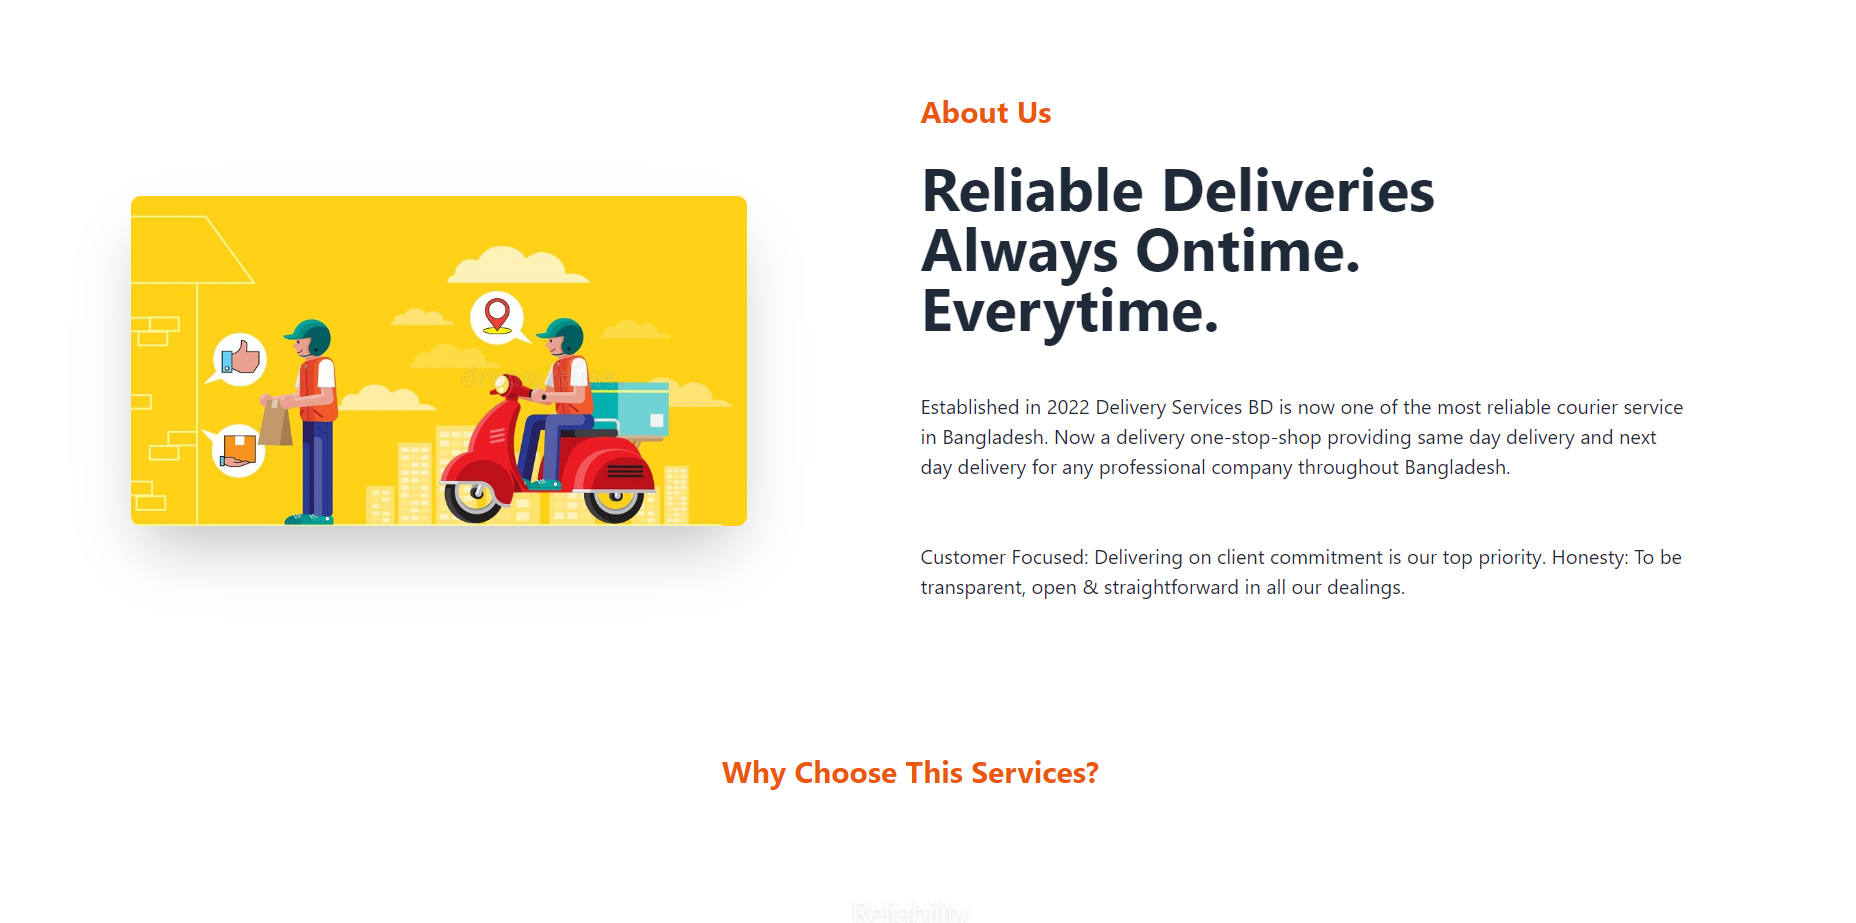 About Us
Reliable Deliveries
Always Ontime.
Everytime.
Established in 2022 Delivery Services BD is now one of the most reliable courier service
in Bangladesh. Now a delivery one-stop-shop providing same day delivery and next
day delivery for any professional company throughout Bangladesh.
Customer Focused: Delivering on client commitment is our top priority. Honesty: To be
transparent, open & straightforward in all our dealings.
Why Choose This Services?
Reliability